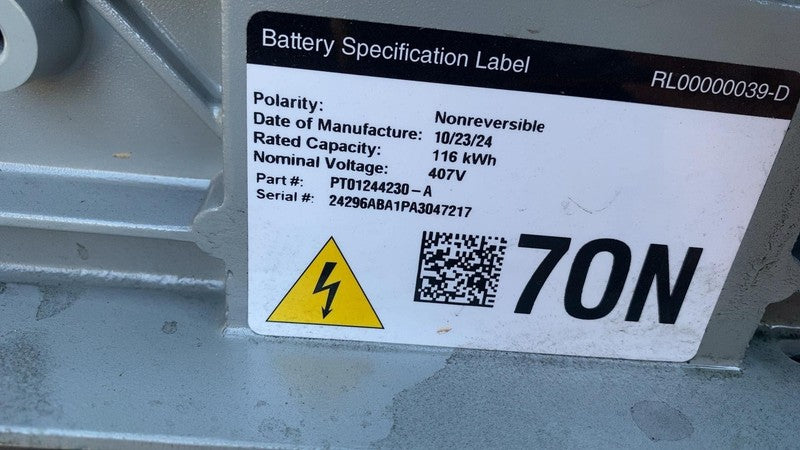 Battery Specification Label
RL00000039-D
Polarity: Nonreversible
Date of Manufacture: 10/23/24
Rated Capacity: 116 kWh
Nominal Voltage: 407V
Part #: PT01244230-A
Serial #: 24296ABA1PA3047217
70N